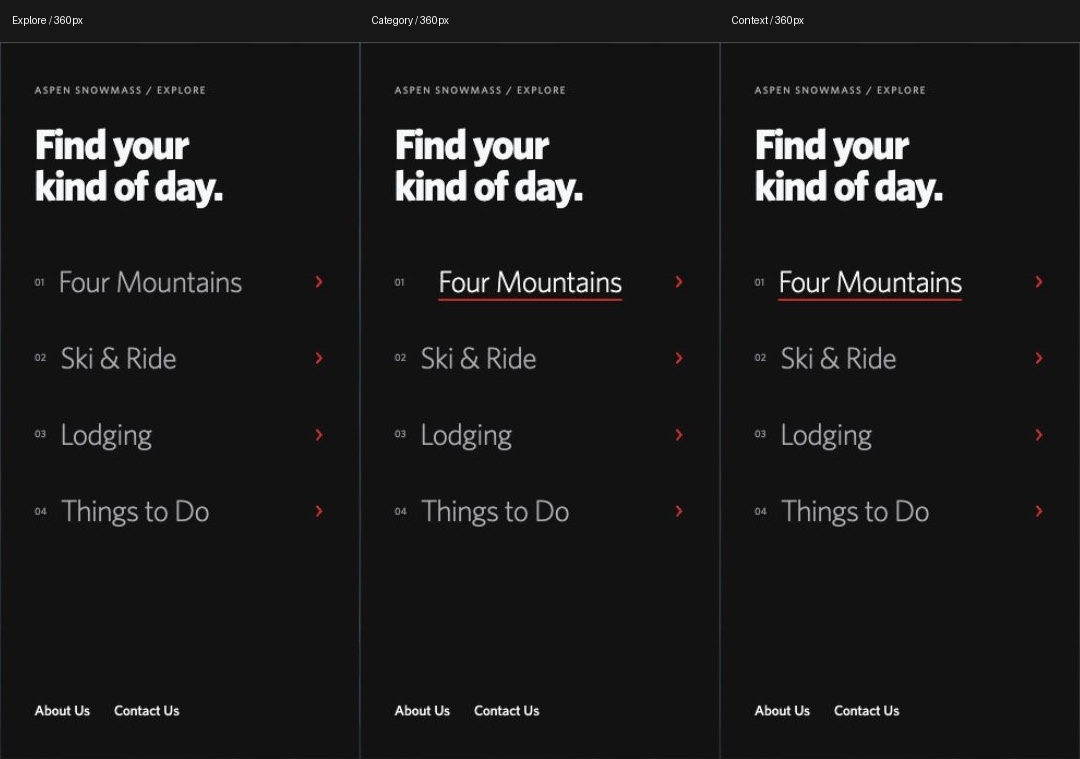 Explore / 360px
ASPEN SNOWMASS / EXPLORE
Find your
kind of day.
01 Four Mountains
02 Ski & Ride
03 Lodging
04 Things to Do
About Us Contact Us
Category / 360px
ASPEN SNOWMASS / EXPLORE
Find your
kind of day.
01 Four Mountains
02 Ski & Ride
03 Lodging
04 Things to Do
About Us Contact Us
Context / 360px
ASPEN SNOWMASS / EXPLORE
Find your
kind of day.
01 Four Mountains
02 Ski & Ride
03 Lodging
04 Things to Do
About Us Contact Us